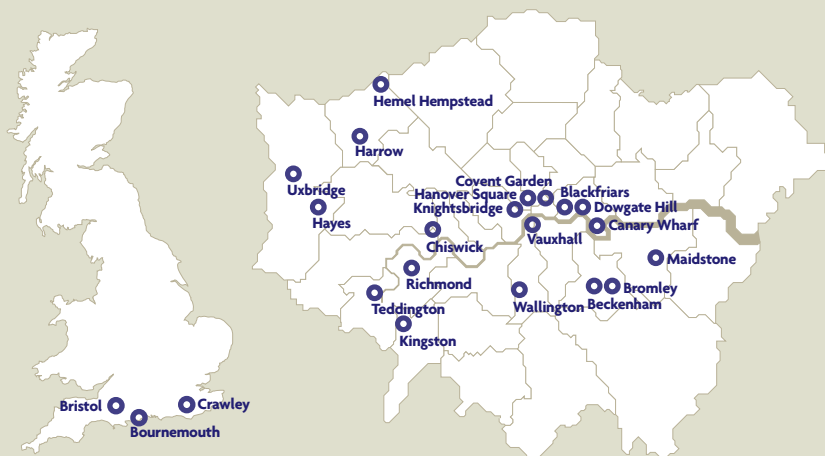 Hemel Hempstead
Harrow
Uxbridge
Hayes
Covent Garden
Hanover Square
Blackfriars
Knightsbridge
Dowgate Hill
Canary Wharf
Vauxhall
Chiswick
Maidstone
Richmond
Teddington
Kingston
Wallington
Bromley
Beckenham
Bristol
Crawley
Bournemouth